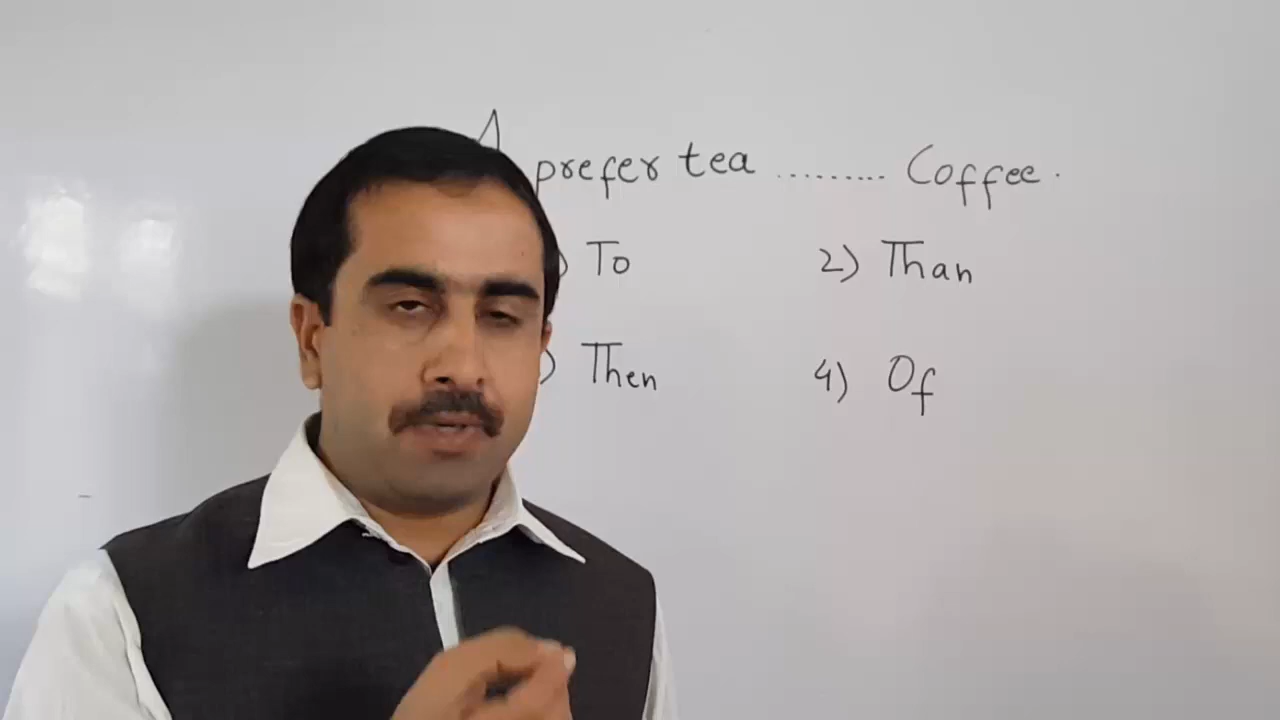 prefer tea ......... Coffee.
) To 2) Than
) Then 4) Of